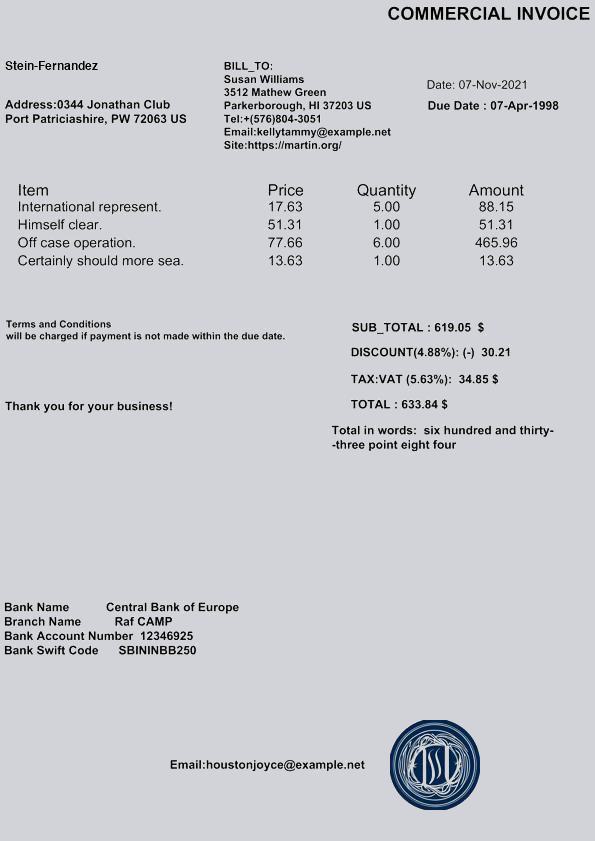 COMMERCIAL INVOICE
Stein-Fernandez
Address:0344 Jonathan Club
Port Patriciashire, PW 72063 US
BILL_TO:
Susan Williams
3512 Mathew Green
Parkerborough, HI 37203 US
Tel:+(576)804-3051
Email:kellytammy@example.net
Site:https://martin.org/
Date: 07-Nov-2021
Due Date : 07-Apr-1998
Item Price Quantity Amount
International represent. 17.63 5.00 88.15
Himself clear. 51.31 1.00 51.31
Off case operation. 77.66 6.00 465.96
Certainly should more sea. 13.63 1.00 13.63
Terms and Conditions
will be charged if payment is not made within the due date.
SUB_TOTAL : 619.05 $
DISCOUNT(4.88%): (-) 30.21
TAX:VAT (5.63%): 34.85 $
TOTAL : 633.84 $
Thank you for your business!
Total in words: six hundred and thirty-
-three point eight four
Bank Name Central Bank of Europe
Branch Name Raf CAMP
Bank Account Number 12346925
Bank Swift Code SBININBB250
Email:houstonjoyce@example.net